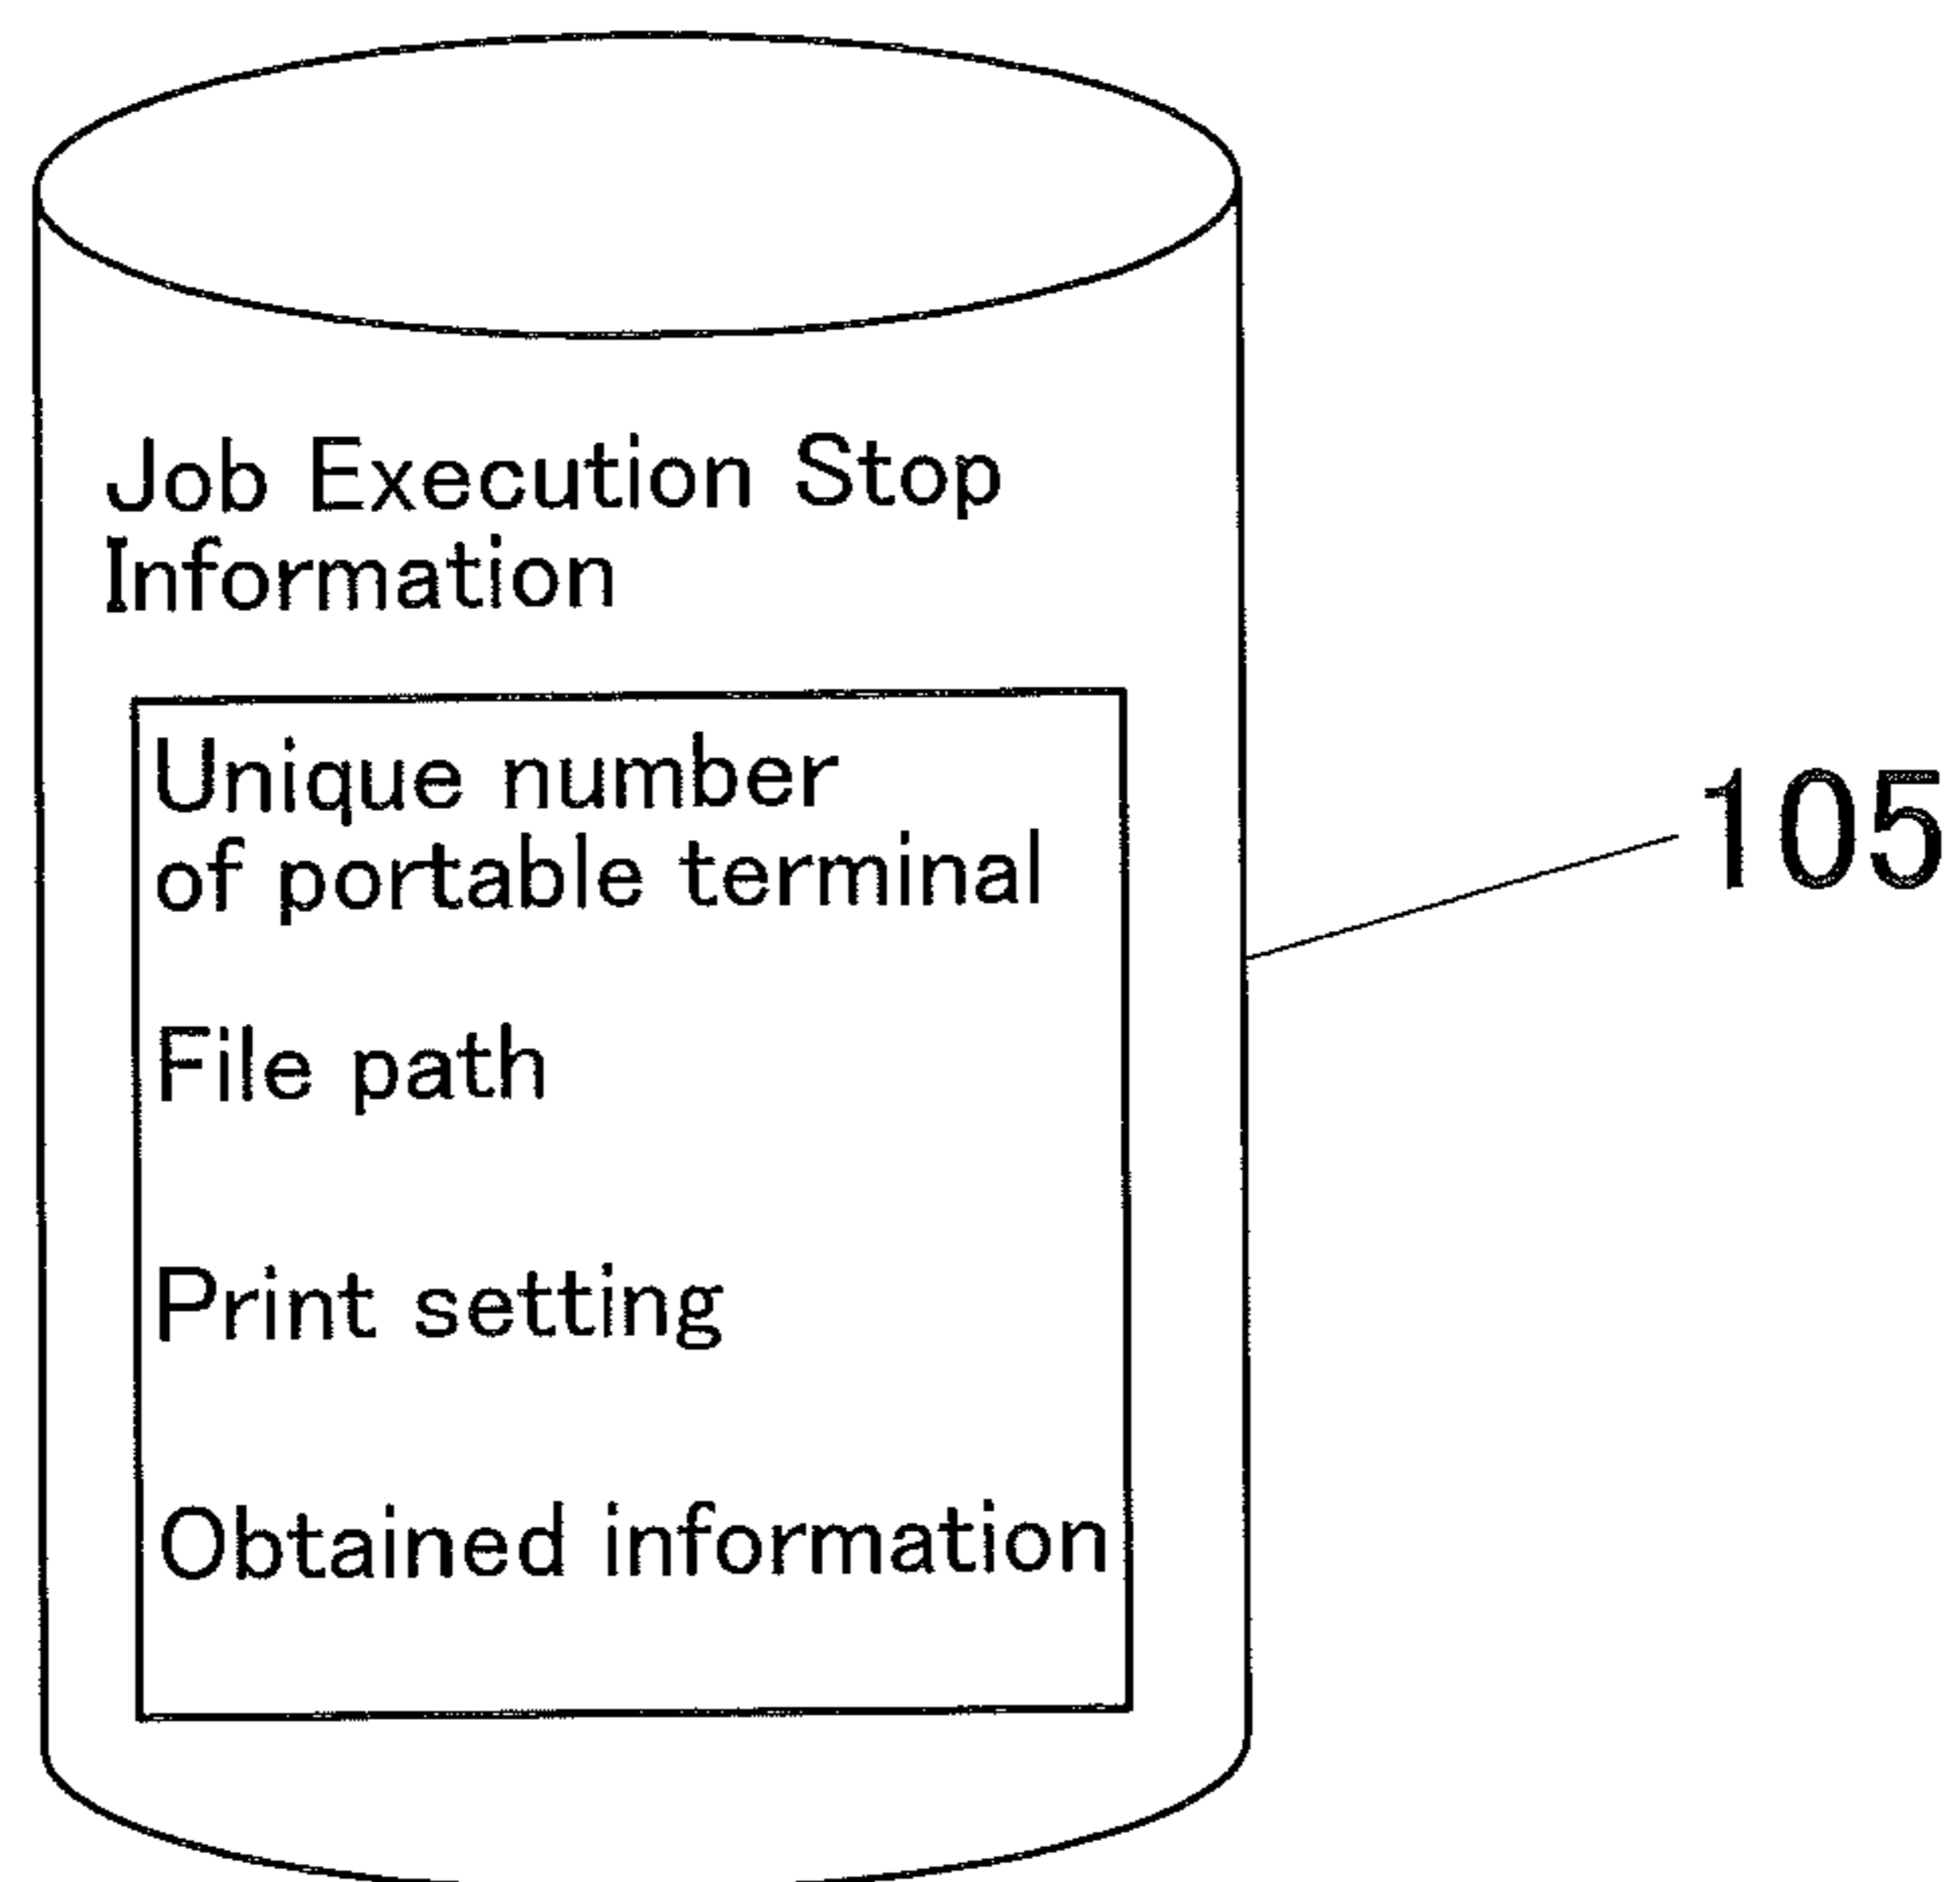 Job Execution Stop
Information
Unique number
of portable terminal
105
File path
Print setting
Obtained information